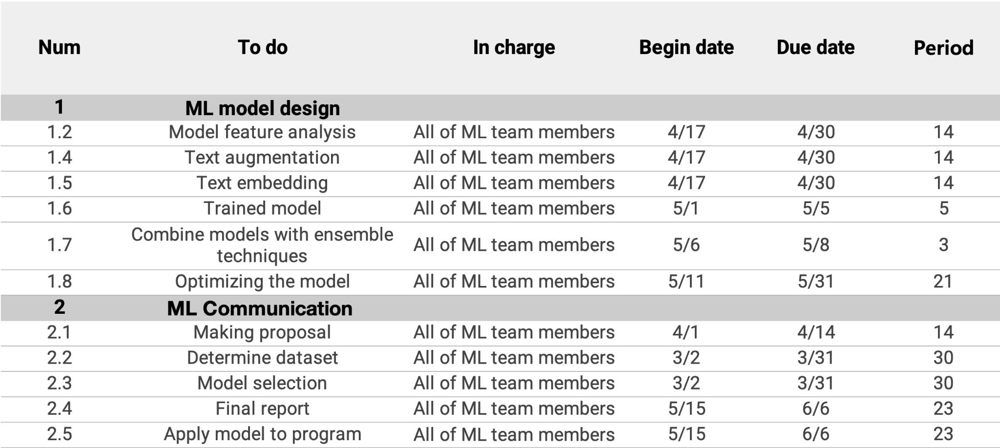 Num To do In charge Begin date Due date Period
1 ML model design
1.2 Model feature analysis All of ML team members 4/17 4/30 14
1.4 Text augmentation All of ML team members 4/17 4/30 14
1.5 Text embedding All of ML team members 4/17 4/30 14
1.6 Trained model All of ML team members 5/1 5/5 5
1.7 Combine models with ensemble
techniques All of ML team members 5/6 5/8 3
1.8 Optimizing the model All of ML team members 5/11 5/31 21
2 ML Communication
2.1 Making proposal All of ML team members 4/1 4/14 14
2.2 Determine dataset All of ML team members 3/2 3/31 30
2.3 Model selection All of ML team members 3/2 3/31 30
2.4 Final report All of ML team members 5/15 6/6 23
2.5 Apply model to program All of ML team members 5/15 6/6 23